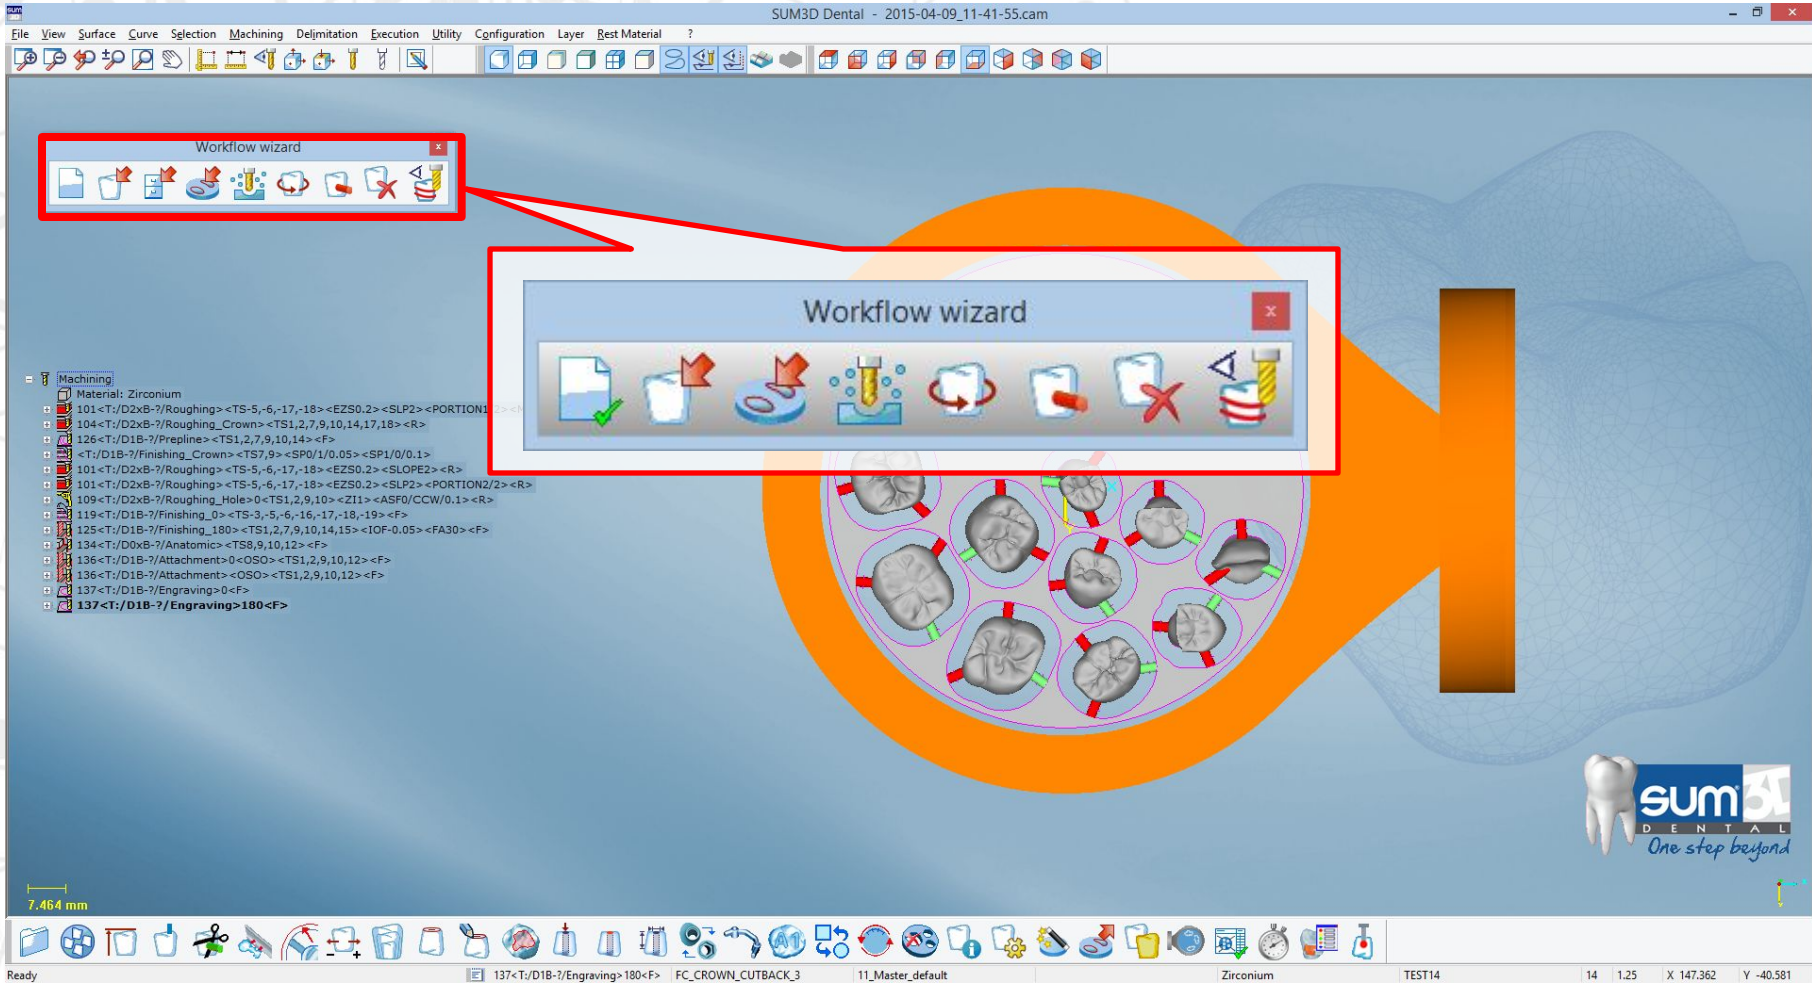 sum
SUM3D Dental - 2015-04-09_11-41-55.cam
File View Surface Curve Selection Machining Delimitation Execution Utility Configuration Layer Rest Material ?
Workflow wizard
Workflow wizard
Machining
Material: Zirconium
101<T:/D2xB-?/Roughing><TS-5,-6,-17,-18><EZS0.2><SLP2><PORTION1/2>
104<T:/D2xB-?/Roughing_Crown><TS1,2,7,9,10,14,17,18><R>
126<T:/D1B-?/Prepline><TS1,2,7,9,10,14><F>
<T:/D1B-?/Finishing_Crown><TS7,9><SP0/1/0.05><SP1/0/0.1>
101<T:/D2xB-?/Roughing><TS-5,-6,-17,-18><EZS0.2><SLOPE2><R>
101<T:/D2xB-?/Roughing><TS-5,-6,-17,-18><EZS0.2><SLP2><PORTION2/2><R>
109<T:/D2xB-?/Roughing_Hole>0<TS1,2,9,10><ZI1><ASF0/CCW/0.1><R>
119<T:/D1B-?/Finishing_0><TS-3,-5,-6,-16,-17,-18,-19><F>
125<T:/D1B-?/Finishing_180><TS1,2,7,9,10,14,15><IOF-0.05><FA30><F>
134<T:/D0xB-?/Anatomic><TS8,9,10,12><F>
136<T:/D1B-?/Attachment>0<OSO><TS1,2,9,10,12><F>
136<T:/D1B-?/Attachment><OSO><TS1,2,9,10,12><F>
137<T:/D1B-?/Engraving>0<F>
137<T:/D1B-?/Engraving>180<F>
sum3D
DENTAL
One step beyond
7.464 mm
A1
Ready 137<T:/D1B-?/Engraving>180<F> FC_CROWN_CUTBACK_3 11_Master_default Zirconium TEST14 14 1.25 X 147.362 Y -40.581